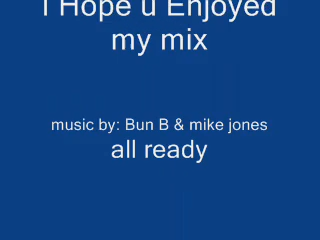 I Hope u Enjoyed
my mix
music by: Bun B & mike jones
all ready